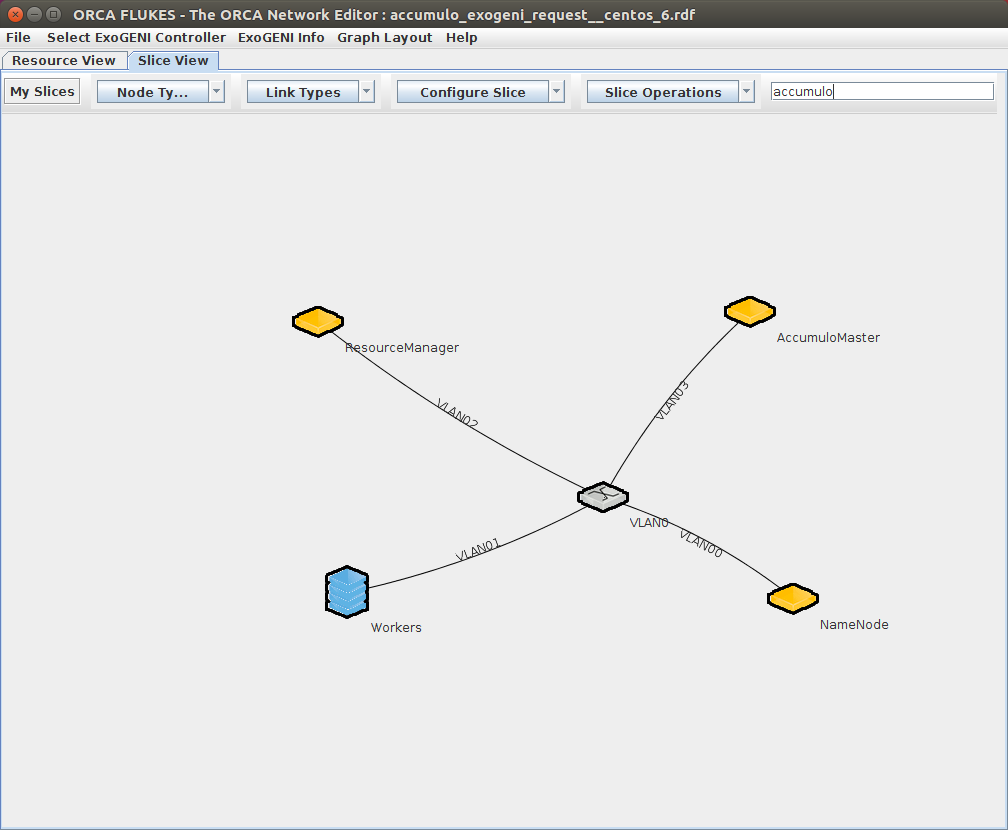 ORCA FLUKES - The ORCA Network Editor : accumulo_exogeni_request__centos_6.rdf
File Select ExoGENI Controller ExoGENI Info Graph Layout Help
Resource View Slice View
My Slices Node Ty... Link Types Configure Slice Slice Operations accumulo
AccumuloMaster
ResourceManager
VLAN03
VLAN02
VLAN0
VLAN00
VLAN01
NameNode
Workers